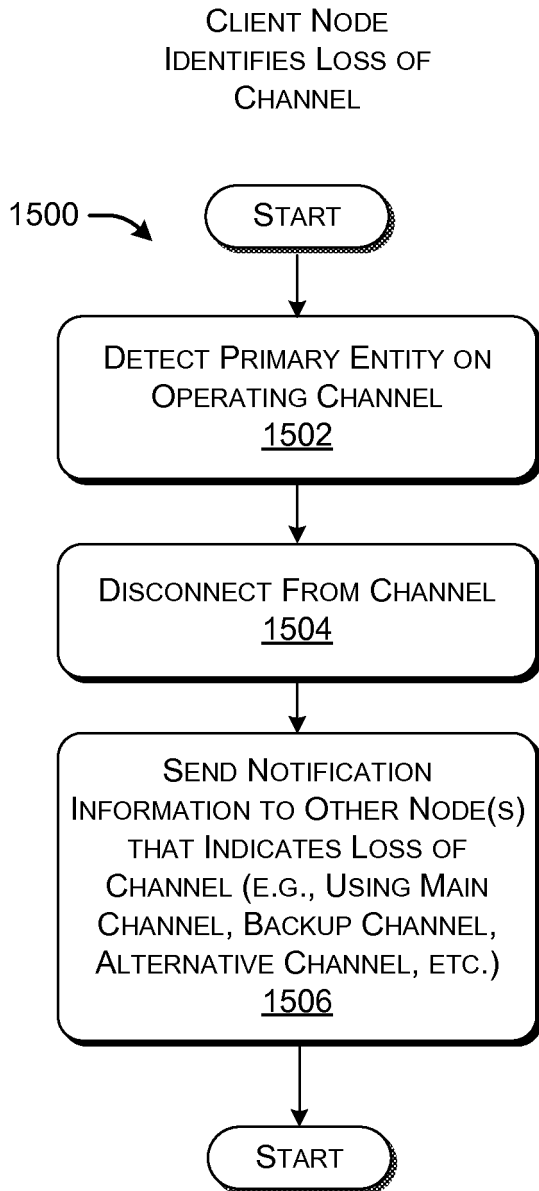 CLIENT NODE
IDENTIFIES LOSS OF
CHANNEL
1500
START
DETECT PRIMARY ENTITY ON
OPERATING CHANNEL
1502
DISCONNECT FROM CHANNEL
1504
SEND NOTIFICATION
INFORMATION TO OTHER NODE(S)
THAT INDICATES LOSS OF
CHANNEL (E.G., USING MAIN
CHANNEL, BACKUP CHANNEL,
ALTERNATIVE CHANNEL, ETC.)
1506
START